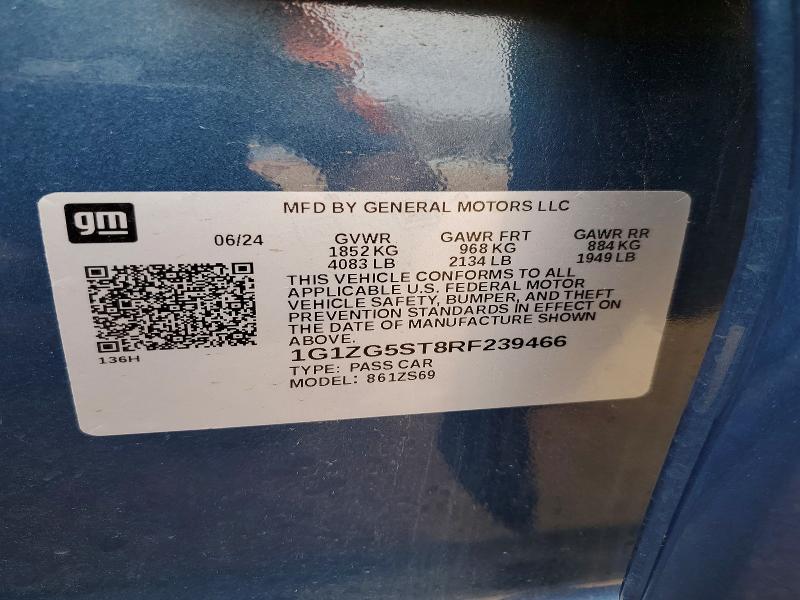 gm
MFD BY GENERAL MOTORS LLC
06/24 GVWR GAWR FRT GAWR RR
1852 KG 968 KG 884 KG
4083 LB 2134 LB 1949 LB
THIS VEHICLE CONFORMS TO ALL
APPLICABLE U.S. FEDERAL MOTOR
VEHICLE SAFETY, BUMPER, AND THEFT
PREVENTION STANDARDS IN EFFECT ON
THE DATE OF MANUFACTURE SHOWN
ABOVE.
136H
1G1ZG5ST8RF239466
TYPE: PASS CAR
MODEL: 861ZS69